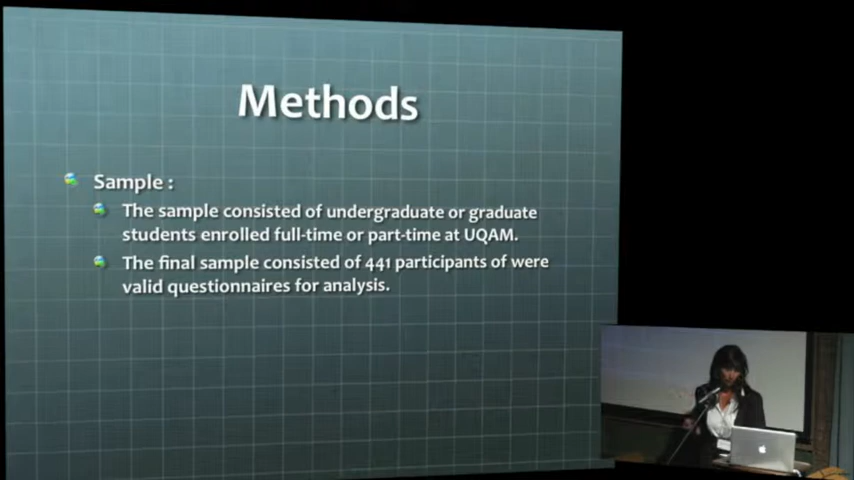 Methods
Sample :
The sample consisted of undergraduate or graduate
students enrolled full-time or part-time at UQAM.
The final sample consisted of 441 participants of were
valid questionnaires for analysis.